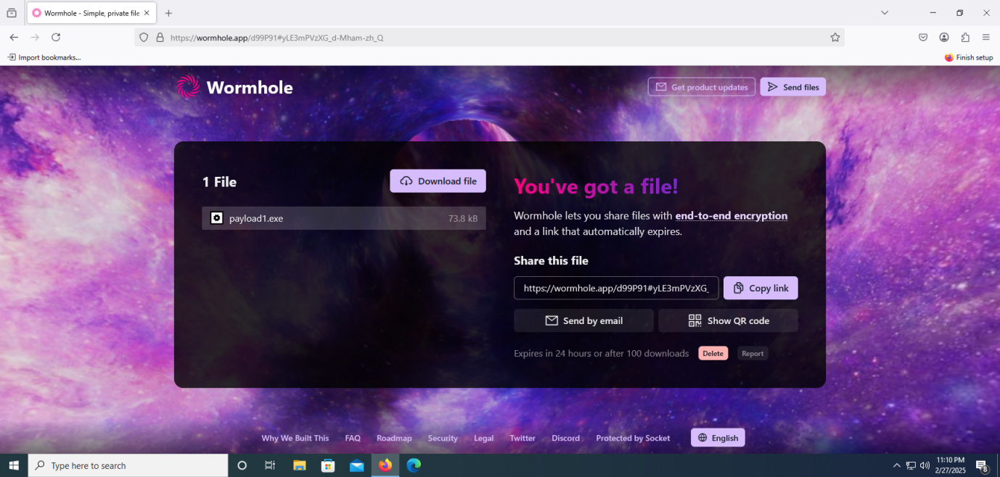 Wormhole - Simple, private file
https://wormhole.app/d99P91#yLE3mPVzXG_d-Mham-zh_Q
Import bookmarks...
Finish setup
Wormhole
Get product updates
Send files
1 File
Download file
payload1.exe
73.8 kB
You've got a file!
Wormhole lets you share files with end-to-end encryption
and a link that automatically expires.
Share this file
https://wormhole.app/d99P91#yLE3mPVzXG_
Copy link
Send by email
Show QR code
Expires in 24 hours or after 100 downloads
Delete
Report
Why We Built This
FAQ
Roadmap
Security
Legal
Twitter
Discord
Protected by Socket
English
Type here to search
11:10 PM
2/27/2025
8